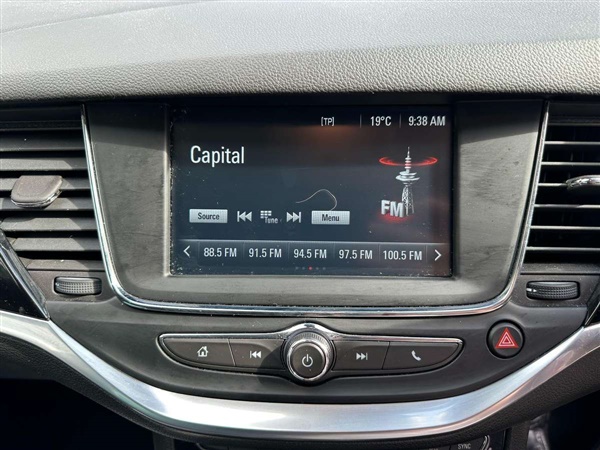 [TP] 19°C 9:38 AM
Capital
FM
Source Tune Menu
88.5 FM 91.5 FM 94.5 FM 97.5 FM 100.5 FM
SYNC